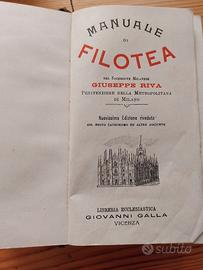 MANUALE
DI
FILOTEA
DEL SACERDOTE MILANESE
GIUSEPPE RIVA
PENITENZIERE DELLA METROPOLITANA
DI MILANO
Nuovissima Edizione riveduta
LIBRERIA ECCLESIASTICA
GIOVANNI GALLA
VICENZA
subito